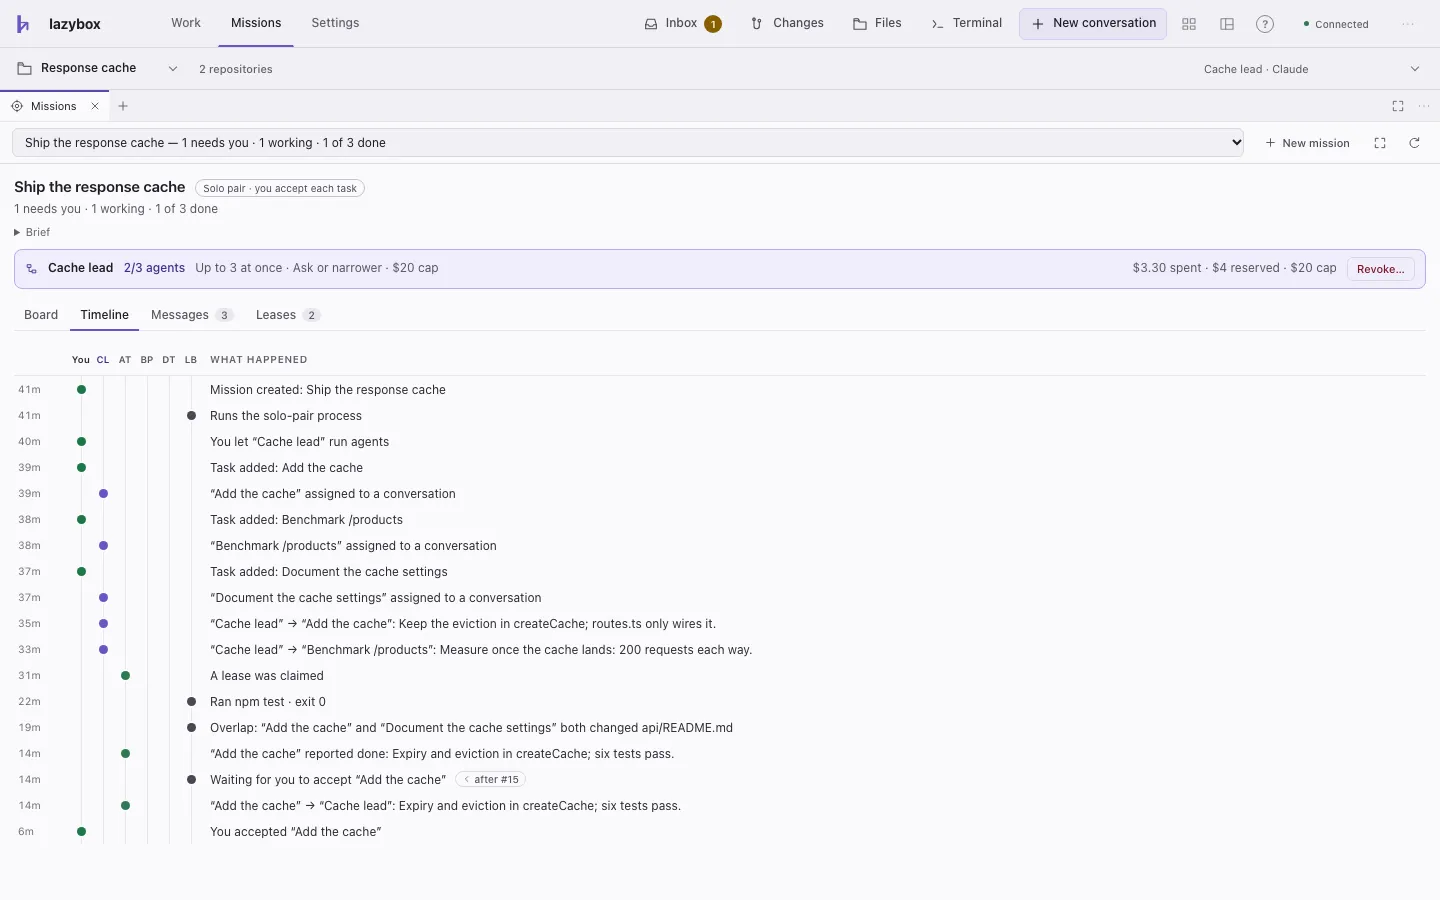 lazybox Work Missions Settings Inbox 1 Changes Files Terminal New conversation ? Connected
Response cache 2 repositories Cache lead · Claude
Missions
Ship the response cache — 1 needs you · 1 working · 1 of 3 done New mission
Ship the response cache Solo pair · you accept each task
1 needs you · 1 working · 1 of 3 done
Brief
Cache lead 2/3 agents Up to 3 at once · Ask or narrower · $20 cap $3.30 spent · $4 reserved · $20 cap Revoke…
Board Timeline Messages 3 Leases 2
You CL AT BP DT LB WHAT HAPPENED
41m Mission created: Ship the response cache
41m Runs the solo-pair process
40m You let “Cache lead” run agents
39m Task added: Add the cache
39m “Add the cache” assigned to a conversation
38m Task added: Benchmark /products
38m “Benchmark /products” assigned to a conversation
37m Task added: Document the cache settings
37m “Document the cache settings” assigned to a conversation
35m “Cache lead” → “Add the cache”: Keep the eviction in createCache; routes.ts only wires it.
33m “Cache lead” → “Benchmark /products”: Measure once the cache lands: 200 requests each way.
31m A lease was claimed
22m Ran npm test · exit 0
19m Overlap: “Add the cache” and “Document the cache settings” both changed api/README.md
14m “Add the cache” reported done: Expiry and eviction in createCache; six tests pass.
14m Waiting for you to accept “Add the cache” ‹ after #15
14m “Add the cache” → “Cache lead”: Expiry and eviction in createCache; six tests pass.
6m You accepted “Add the cache”